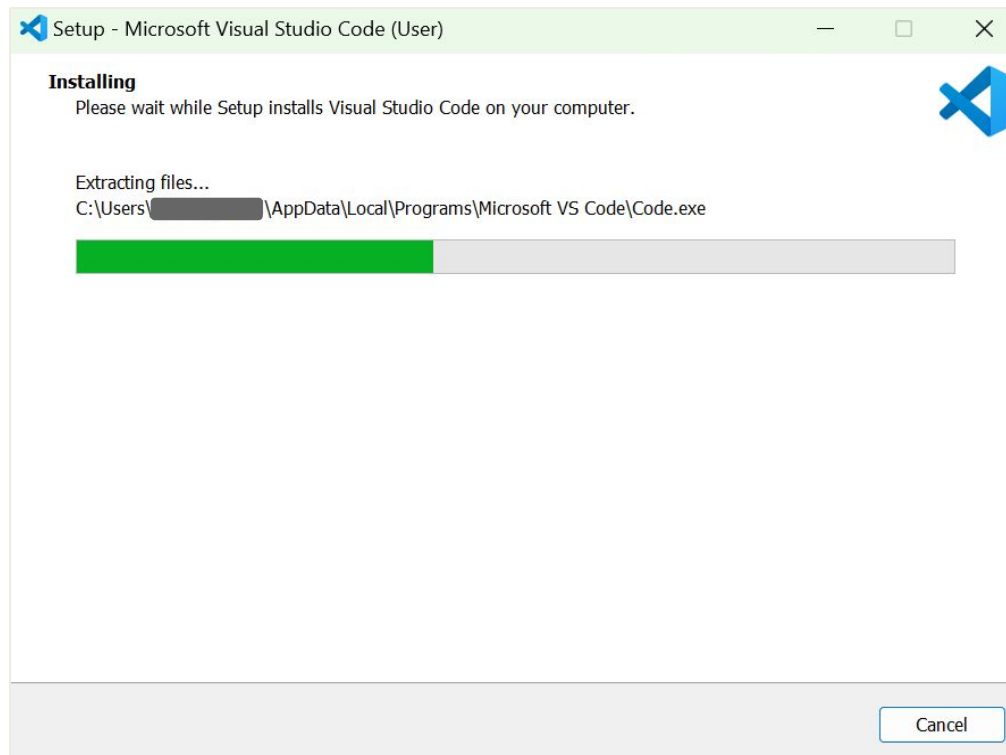 Setup - Microsoft Visual Studio Code (User)
Installing
Please wait while Setup installs Visual Studio Code on your computer.
Extracting files...
C:\Users\ \AppData\Local\Programs\Microsoft VS Code\Code.exe
Cancel